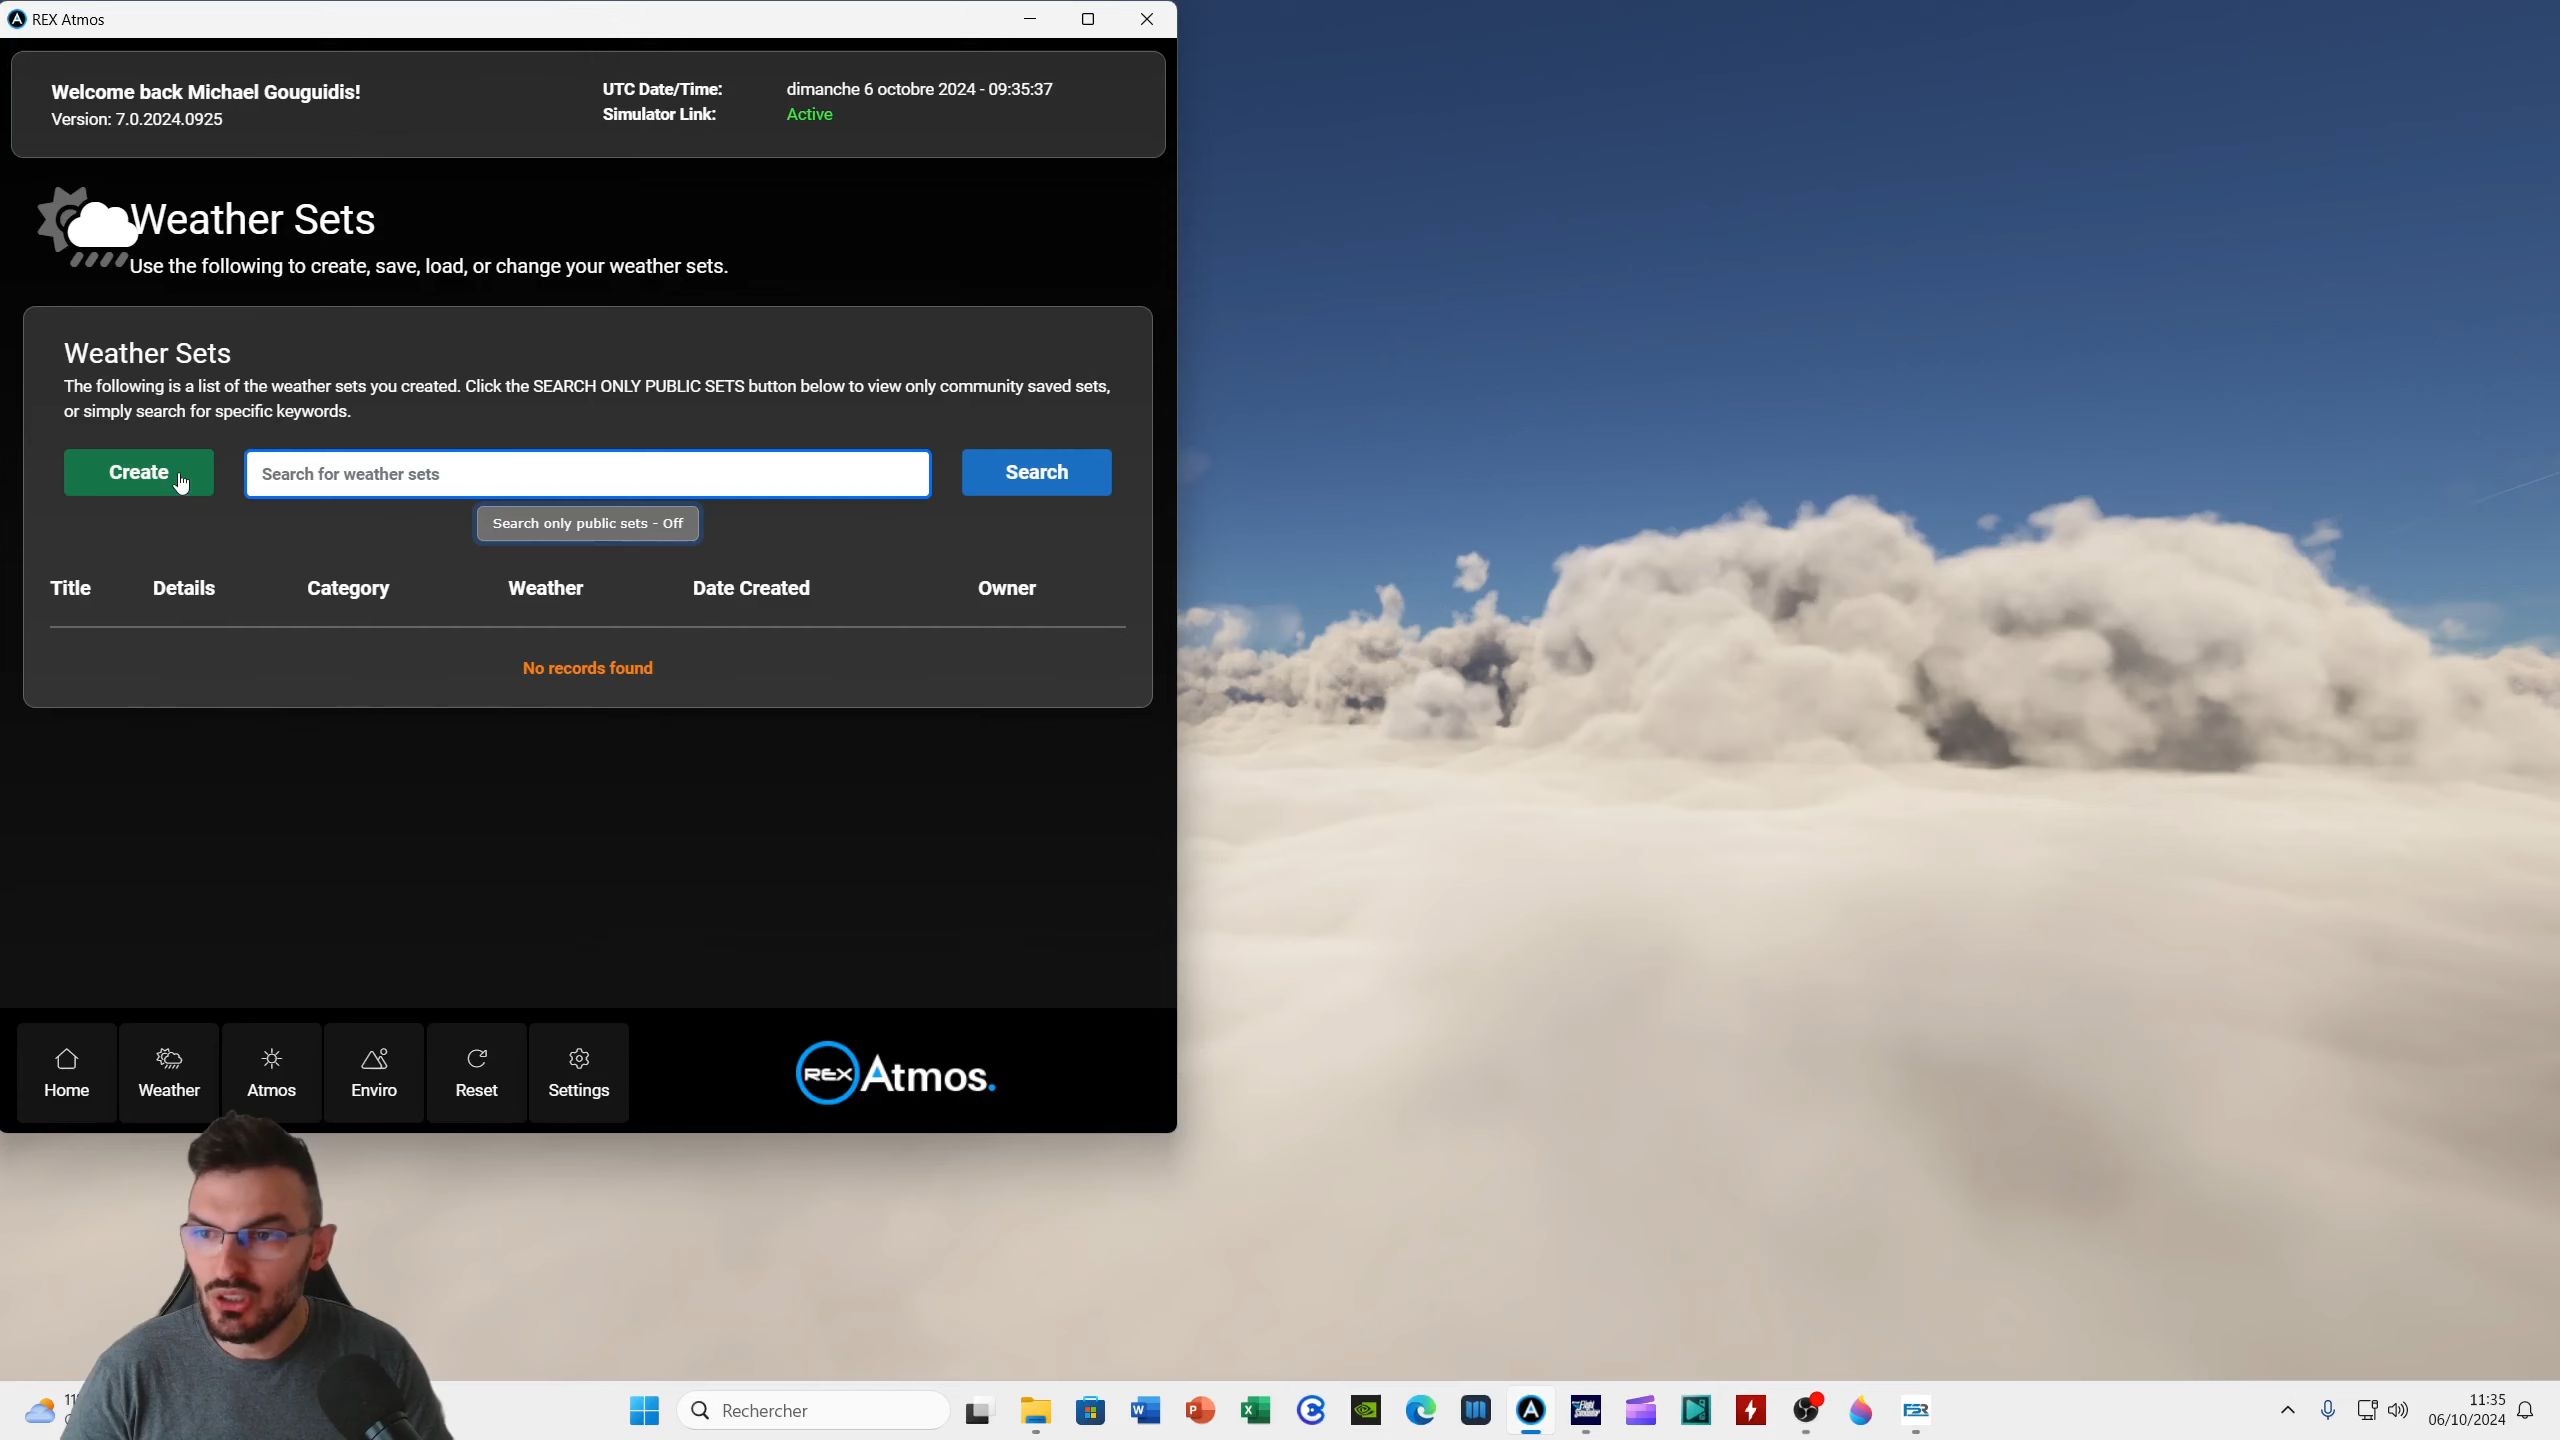 REX Atmos
Welcome back Michael Gouguidis!
Version: 7.0.2024.0925
UTC Date/Time: dimanche 6 octobre 2024 - 09:35:37
Simulator Link: Active
Weather Sets
Use the following to create, save, load, or change your weather sets.
Weather Sets
The following is a list of the weather sets you created. Click the SEARCH ONLY PUBLIC SETS button below to view only community saved sets,
or simply search for specific keywords.
Create Search for weather sets Search
Search only public sets - Off
Title Details Category Weather Date Created Owner
No records found
Home Weather Atmos Enviro Reset Settings
REX Atmos.
Rechercher
11:35
06/10/2024